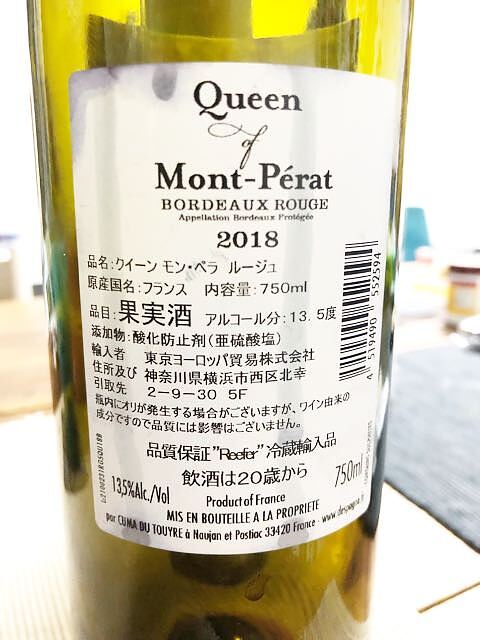 Queen
of
Mont-Pérat
BORDEAUX ROUGE
Appellation Bordeaux Protégée
2018
品名:クイーン モン・ペラ ルージュ
原産国名:フランス 内容量:750ml
品目:果実酒 アルコール分:13.5度
添加物:酸化防止剤(亜硫酸塩)
輸入者 東京ヨーロッパ貿易株式会社
住所及び 神奈川県横浜市西区北幸
引取先 2-9-30 5F
瓶内にオリが発生する場合がございますが、ワイン由来の
成分ですので品質には影響はございません。
4 519490 552594
品質保証"Reefer"冷蔵輸入品
飲酒は20歳から
13,5%Alc./Vol
750ml
Product of France
MIS EN BOUTEILLE A LA PROPRIETE
par CUMA DU TOUYRE à Naujan et Postiac 33420 France